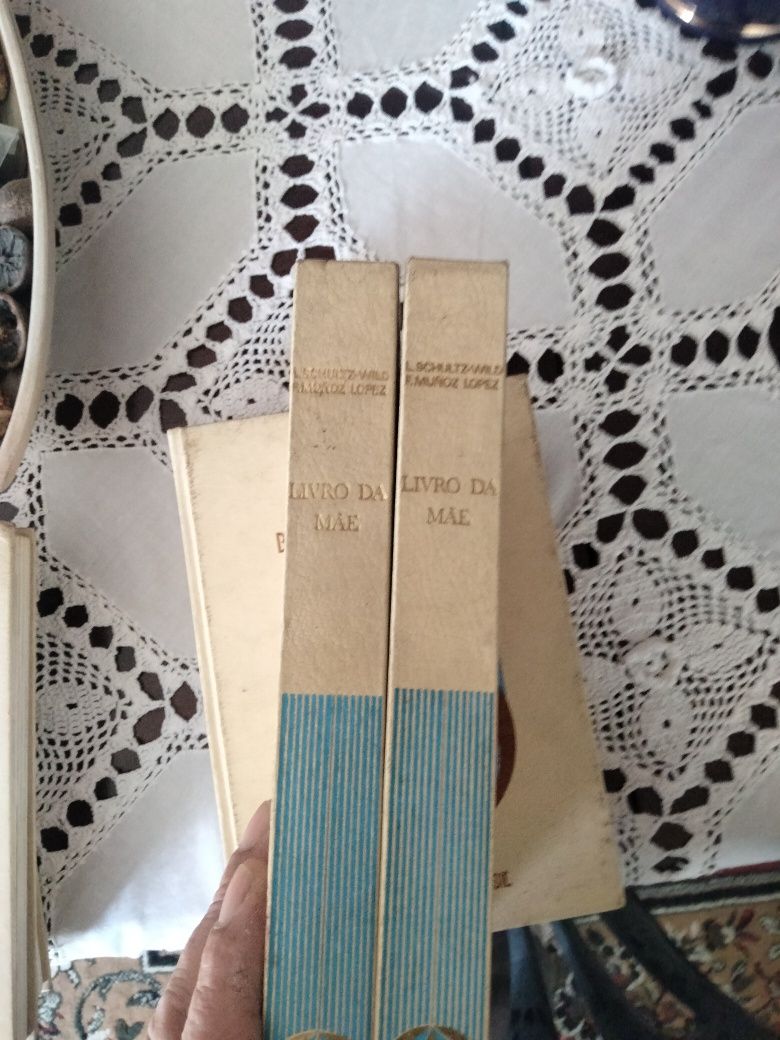 L. SCHULTZ-WILD
F. MUÑOZ LOPEZ
LIVRO DA
MÃE
L. SCHULTZ-WILD
F. MUÑOZ LOPEZ
LIVRO DA
MÃE